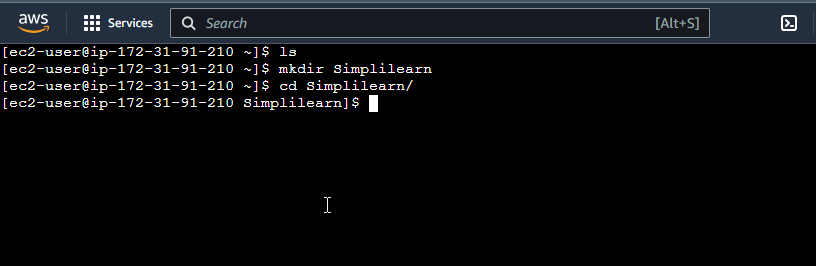 aws
Services
Search
[Alt+S]
[ec2-user@ip-172-31-91-210 ~]$ ls
[ec2-user@ip-172-31-91-210 ~]$ mkdir Simplilearn
[ec2-user@ip-172-31-91-210 ~]$ cd Simplilearn/
[ec2-user@ip-172-31-91-210 Simplilearn]$